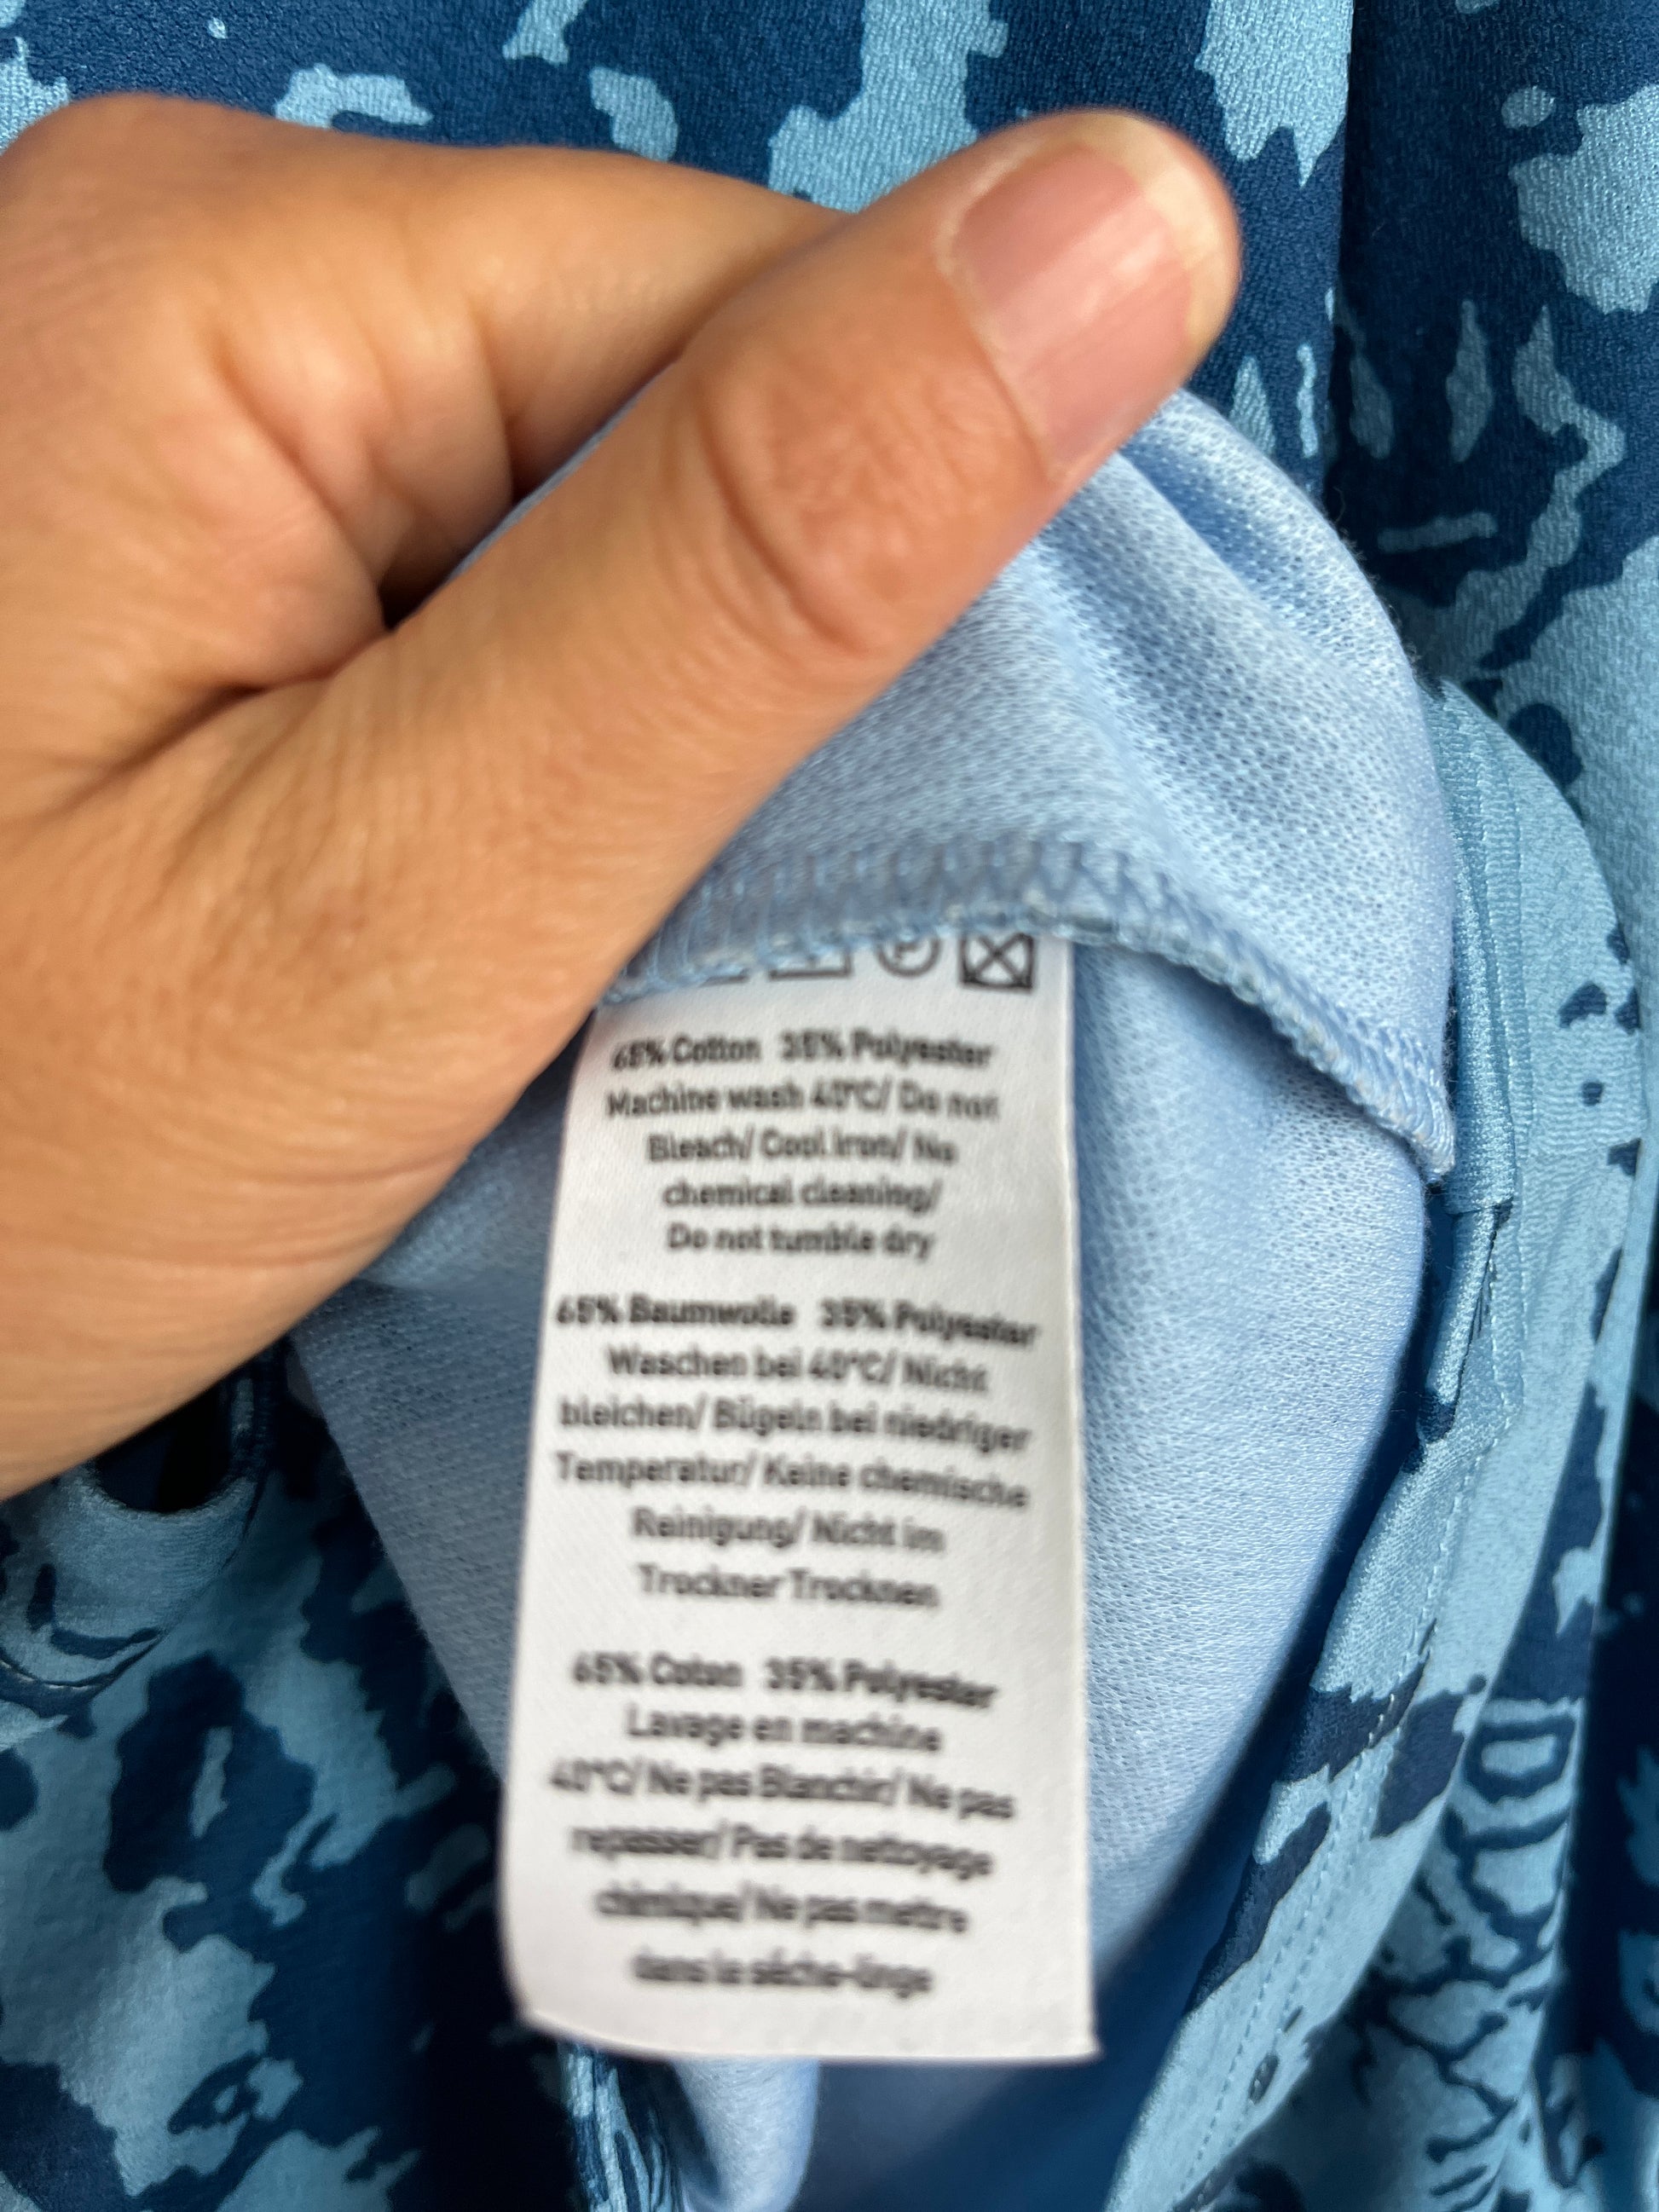 65% Cotton 35% Polyester
Machine wash 40°C/ Do not
Bleach/ Cool iron/ No
chemical cleaning/
Do not tumble dry
65% Baumwolle 35% Polyester
Waschen bei 40°C/ Nicht
bleichen/ Bügeln bei niedriger
Temperatur/ Keine chemische
Reinigung/ Nicht im
Trockner Trocknen
65% Coton 35% Polyester
Lavage en machine
40°C/ Ne pas Blanchir/ Ne pas
repasser/ Pas de nettoyage
chimique/ Ne pas mettre
dans le sèche-linge